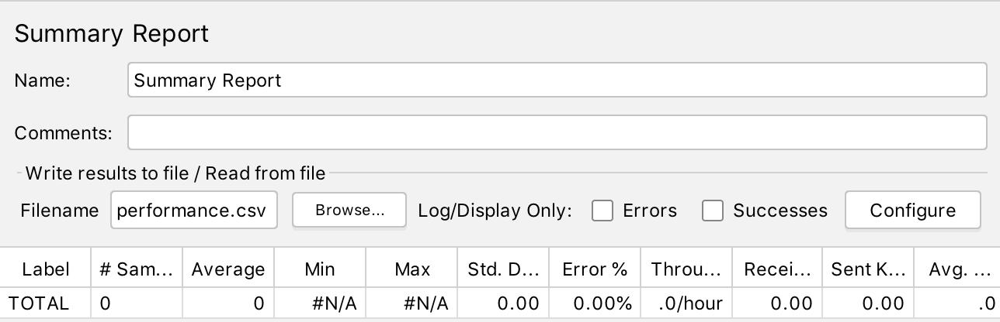 Summary Report
Name: Summary Report
Comments:
Write results to file / Read from file
Filename performance.csv Browse... Log/Display Only: Errors Successes Configure
Label # Sam... Average Min Max Std. D... Error % Throu... Recei... Sent K... Avg. ...
TOTAL 0 0 #N/A #N/A 0.00 0.00% .0/hour 0.00 0.00 .0